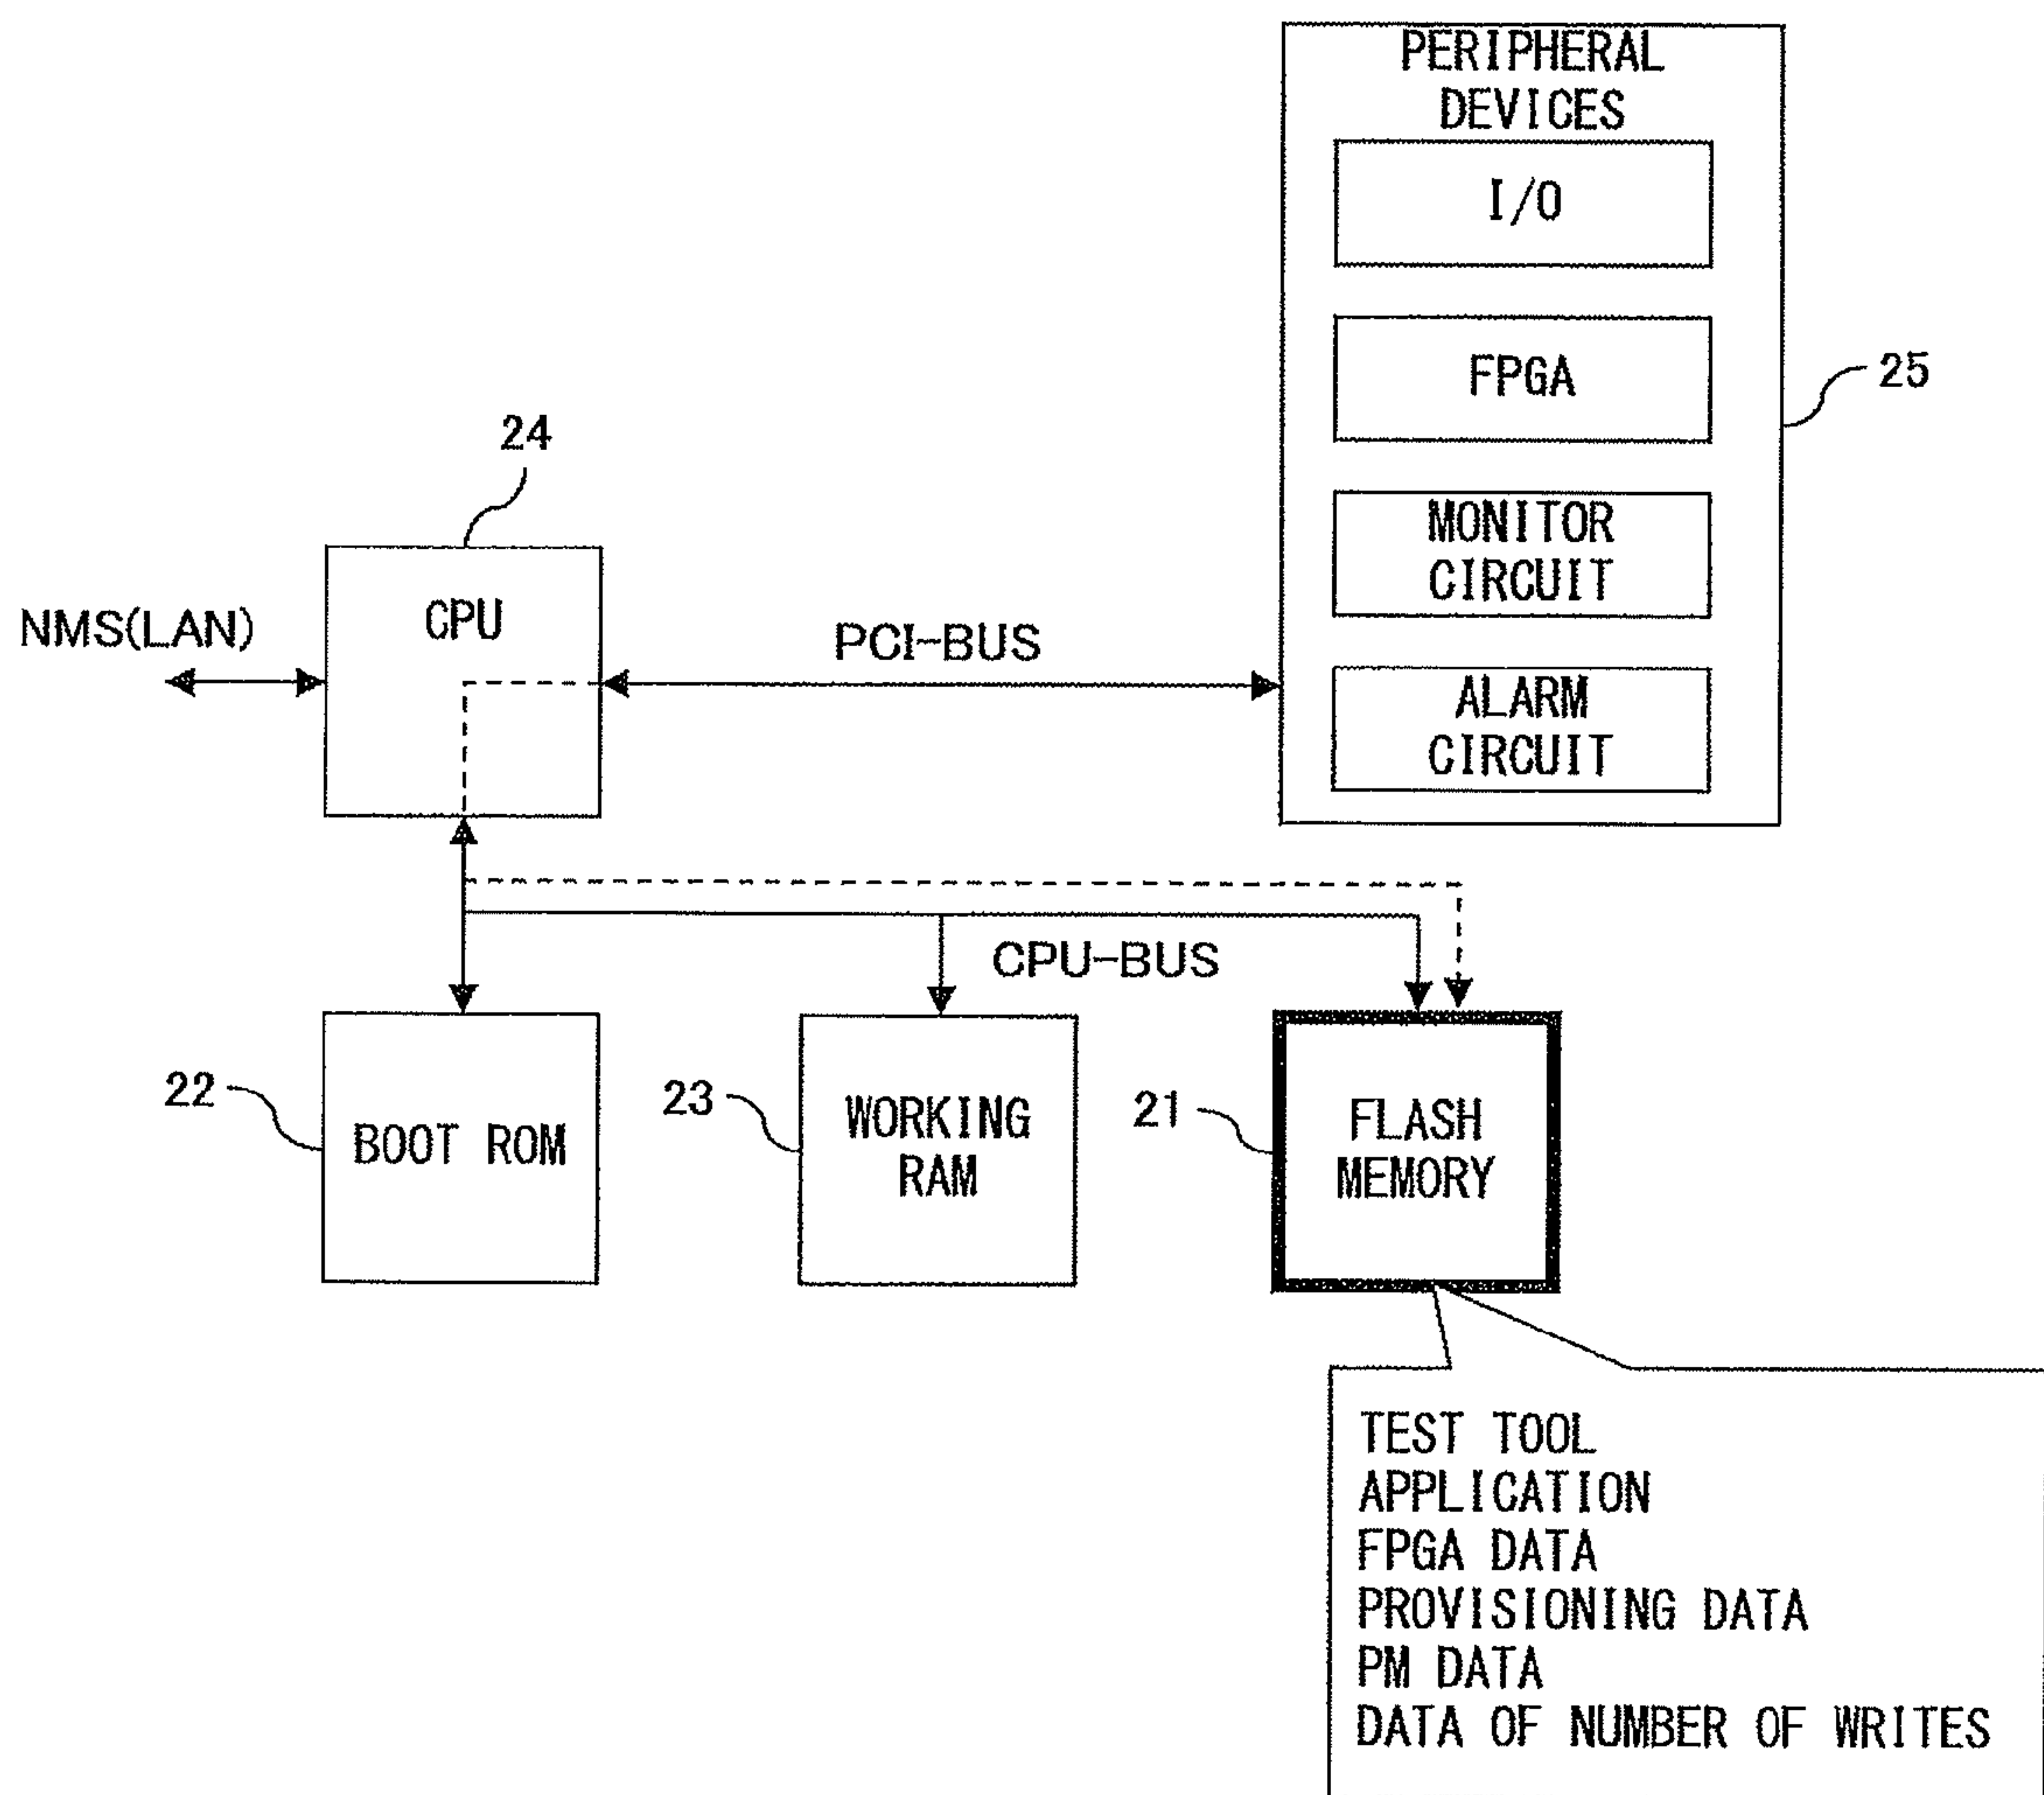 PERIPHERAL
DEVICES
I/O
FPGA
25
24
MONITOR
CIRCUIT
CPU
NMS(LAN)
PCI-BUS
ALARM
CIRCUIT
CPU-BUS
22
BOOT ROM
23
WORKING
RAM
21
FLASH
MEMORY
TEST TOOL
APPLICATION
FPGA DATA
PROVISIONING DATA
PM DATA
DATA OF NUMBER OF WRITES